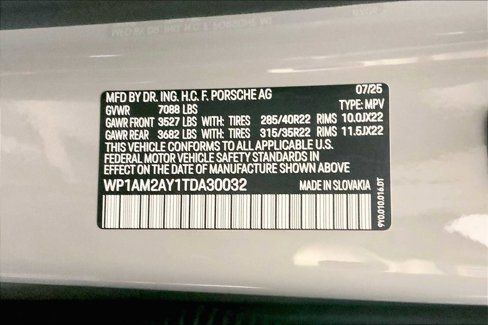 MFD BY DR. ING. H.C. F. PORSCHE AG 07/25
GVWR 7088 LBS TYPE: MPV
GAWR FRONT 3527 LBS WITH: TIRES 285/40R22 RIMS 10.0JX22
GAWR REAR 3682 LBS WITH: TIRES 315/35R22 RIMS 11.5JX22
THIS VEHICLE CONFORMS TO ALL APPLICABLE U.S.
FEDERAL MOTOR VEHICLE SAFETY STANDARDS IN
EFFECT ON THE DATE OF MANUFACTURE SHOWN ABOVE.
WP1AM2AY1TDA30032 MADE IN SLOVAKIA
9Y0.010.016.DT